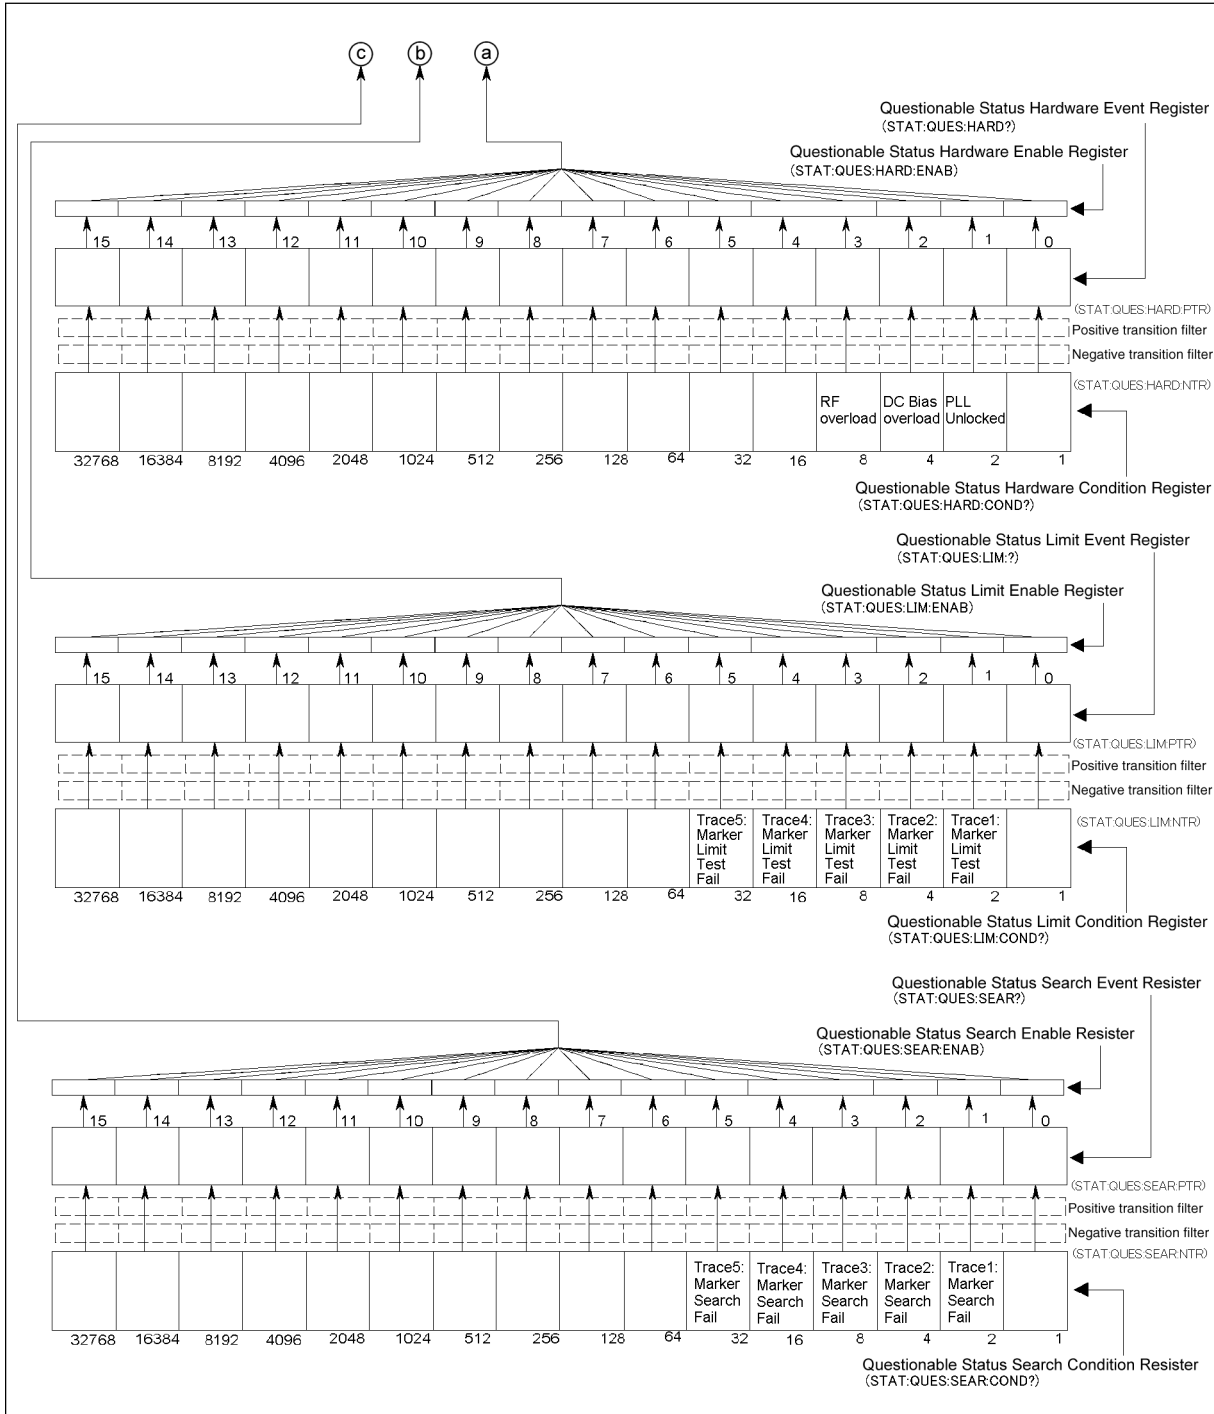 c b a
Questionable Status Hardware Event Register
(STAT:QUES:HARD?)
Questionable Status Hardware Enable Register
(STAT:QUES:HARD:ENAB)
15 14 13 12 11 10 9 8 7 6 5 4 3 2 1 0
(STAT:QUES:HARD:PTR)
Positive transition filter
Negative transition filter
(STAT:QUES:HARD:NTR)
RF overload
DC Bias overload
PLL Unlocked
32768 16384 8192 4096 2048 1024 512 256 128 64 32 16 8 4 2 1
Questionable Status Hardware Condition Register
(STAT:QUES:HARD:COND?)
Questionable Status Limit Event Register
(STAT:QUES:LIM:?)
Questionable Status Limit Enable Register
(STAT:QUES:LIM:ENAB)
15 14 13 12 11 10 9 8 7 6 5 4 3 2 1 0
(STAT:QUES:LIM:PTR)
Positive transition filter
Negative transition filter
(STAT:QUES:LIM:NTR)
Trace5: Marker Limit Test Fail
Trace4: Marker Limit Test Fail
Trace3: Marker Limit Test Fail
Trace2: Marker Limit Test Fail
Trace1: Marker Limit Test Fail
32768 16384 8192 4096 2048 1024 512 256 128 64 32 16 8 4 2 1
Questionable Status Limit Condition Register
(STAT:QUES:LIM:COND?)
Questionable Status Search Event Resister
(STAT:QUES:SEAR?)
Questionable Status Search Enable Resister
(STAT:QUES:SEAR:ENAB)
15 14 13 12 11 10 9 8 7 6 5 4 3 2 1 0
(STAT:QUES:SEAR:PTR)
Positive transition filter
Negative transition filter
(STAT:QUES:SEAR:NTR)
Trace5: Marker Search Fail
Trace4: Marker Search Fail
Trace3: Marker Search Fail
Trace2: Marker Search Fail
Trace1: Marker Search Fail
32768 16384 8192 4096 2048 1024 512 256 128 64 32 16 8 4 2 1
Questionable Status Search Condition Resister
(STAT:QUES:SEAR:COND?)